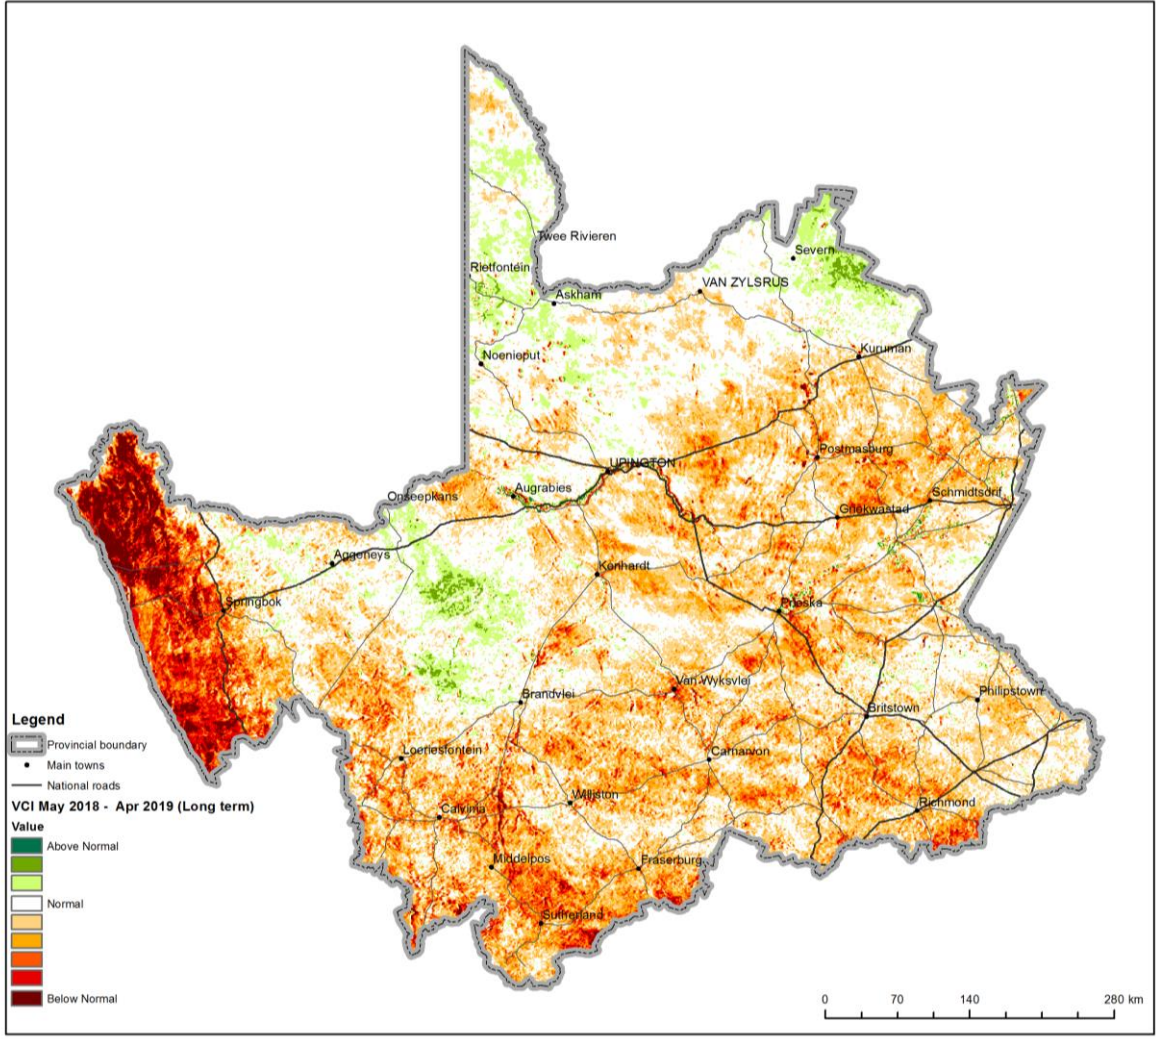 Twee Rivieren
Severn
Rietfontein
VAN ZYLSRUS
Askham
Kuruman
Noenieput
Postmasburg
UPINGTON
Augrabies
Schmidtsdrif
Onseepkans
Griekwastad
Aggeneys
Kenhardt
Springbok
Prieska
Van Wyksvlei
Philipstown
Brandvlei
Britstown
Loeriesfontein
Carnarvon
Williston
Richmond
Calvinia
Middelpos
Fraserburg
Sutherland
Legend
Provincial boundary
Main towns
National roads
VCI May 2018 - Apr 2019 (Long term)
Value
Above Normal
Normal
Below Normal
0 70 140 280 km